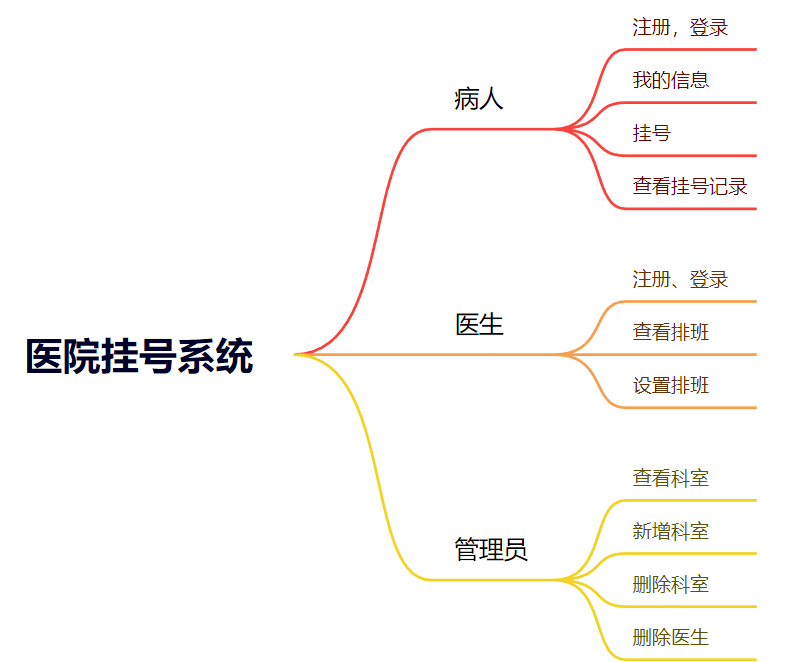 医院挂号系统
病人
注册，登录
我的信息
挂号
查看挂号记录
医生
注册、登录
查看排班
设置排班
管理员
查看科室
新增科室
删除科室
删除医生